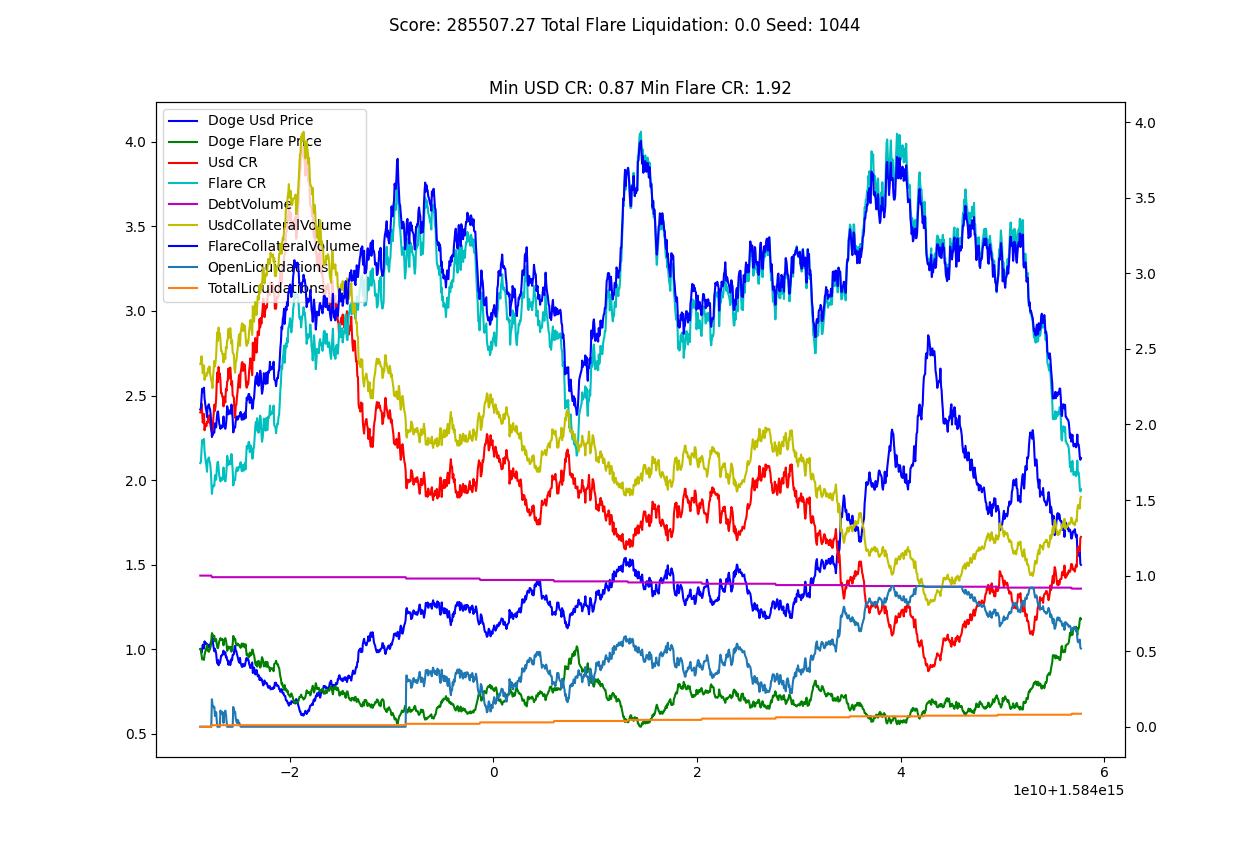 Score: 285507.27 Total Flare Liquidation: 0.0 Seed: 1044
Min USD CR: 0.87 Min Flare CR: 1.92
Doge Usd Price
Doge Flare Price
Usd CR
Flare CR
DebtVolume
UsdCollateralVolume
FlareCollateralVolume
OpenLiquidations
TotalLiquidations
4.0
3.5
3.0
2.5
2.0
1.5
1.0
0.5
4.0
3.5
3.0
2.5
2.0
1.5
1.0
0.5
0.0
−2 0 2 4 6
1e10+1.584e15